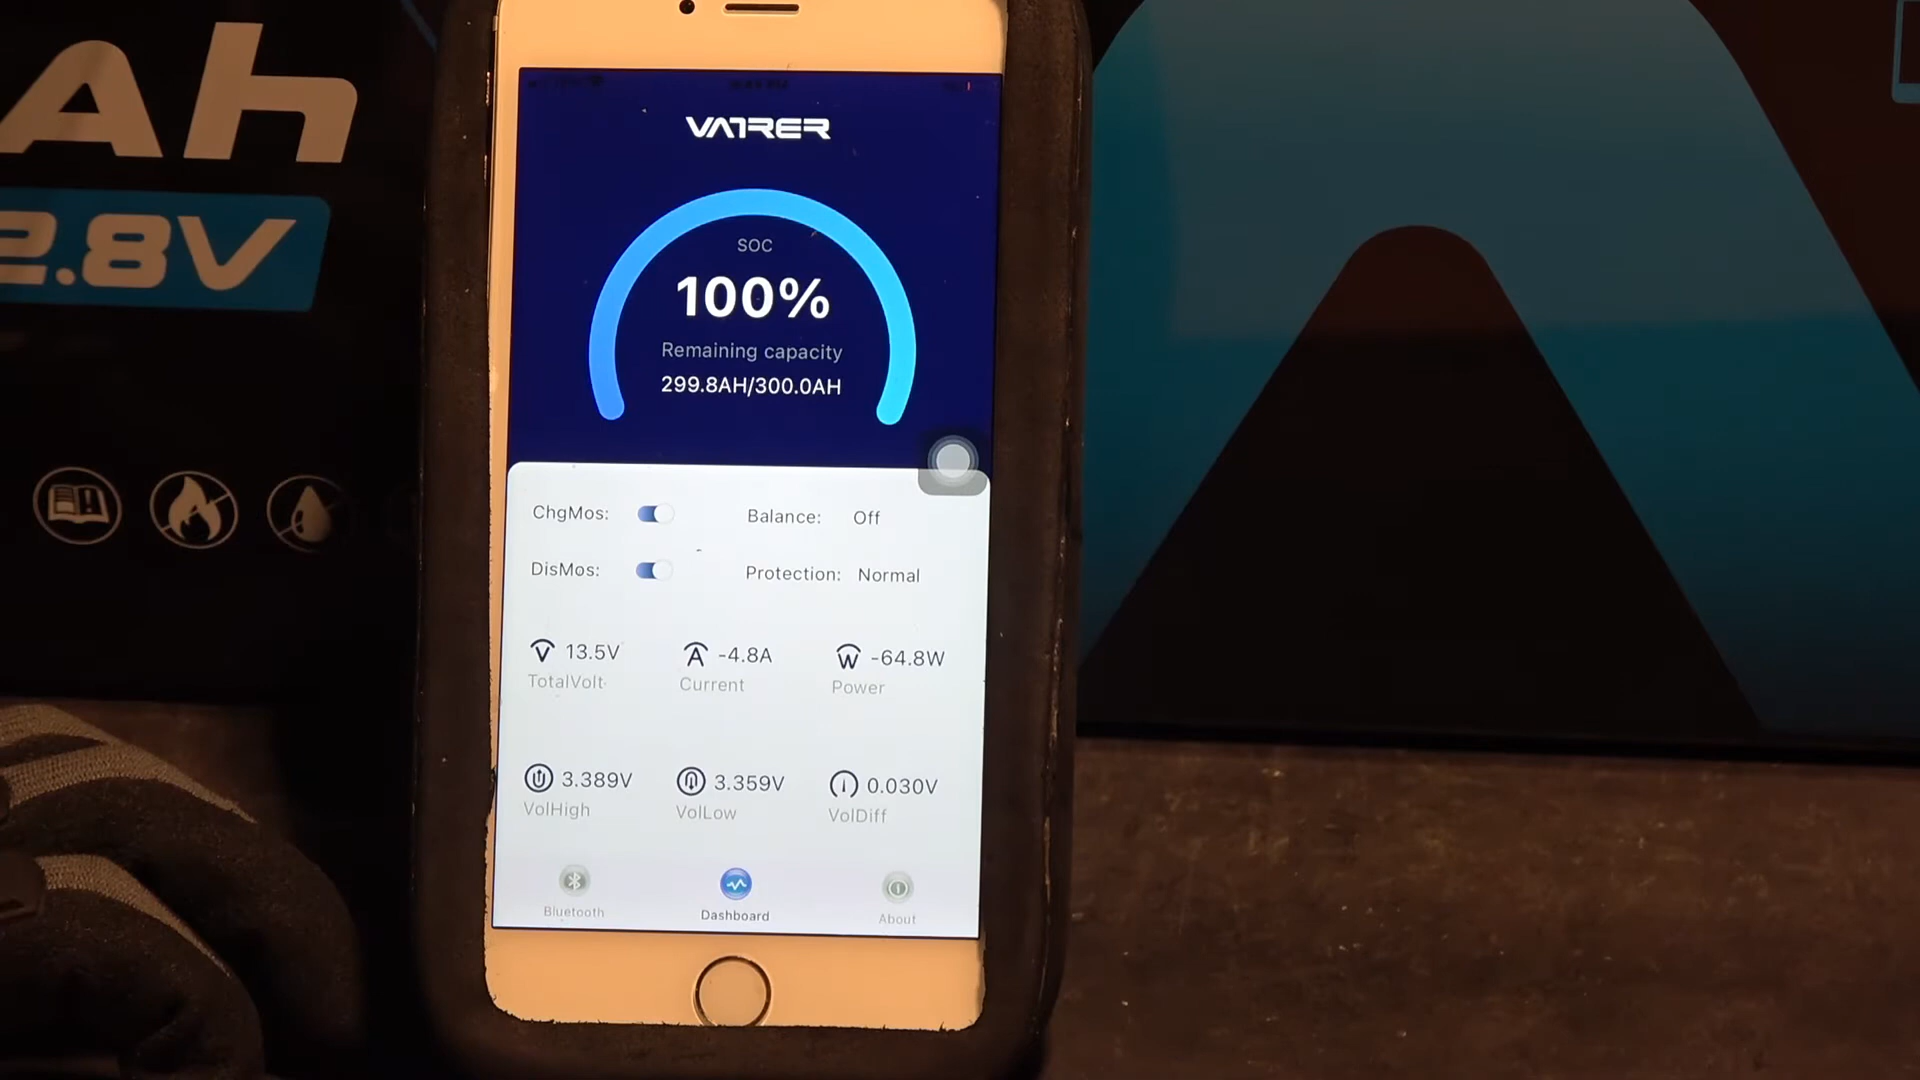 Ah
2.8V
VATRER
SOC
100%
Remaining capacity
299.8AH/300.0AH
ChgMos:
Balance: Off
DisMos:
Protection: Normal
V 13.5V
TotalVolt
A -4.8A
Current
W -64.8W
Power
3.389V
VolHigh
3.359V
VolLow
0.030V
VolDiff
Bluetooth
Dashboard
About